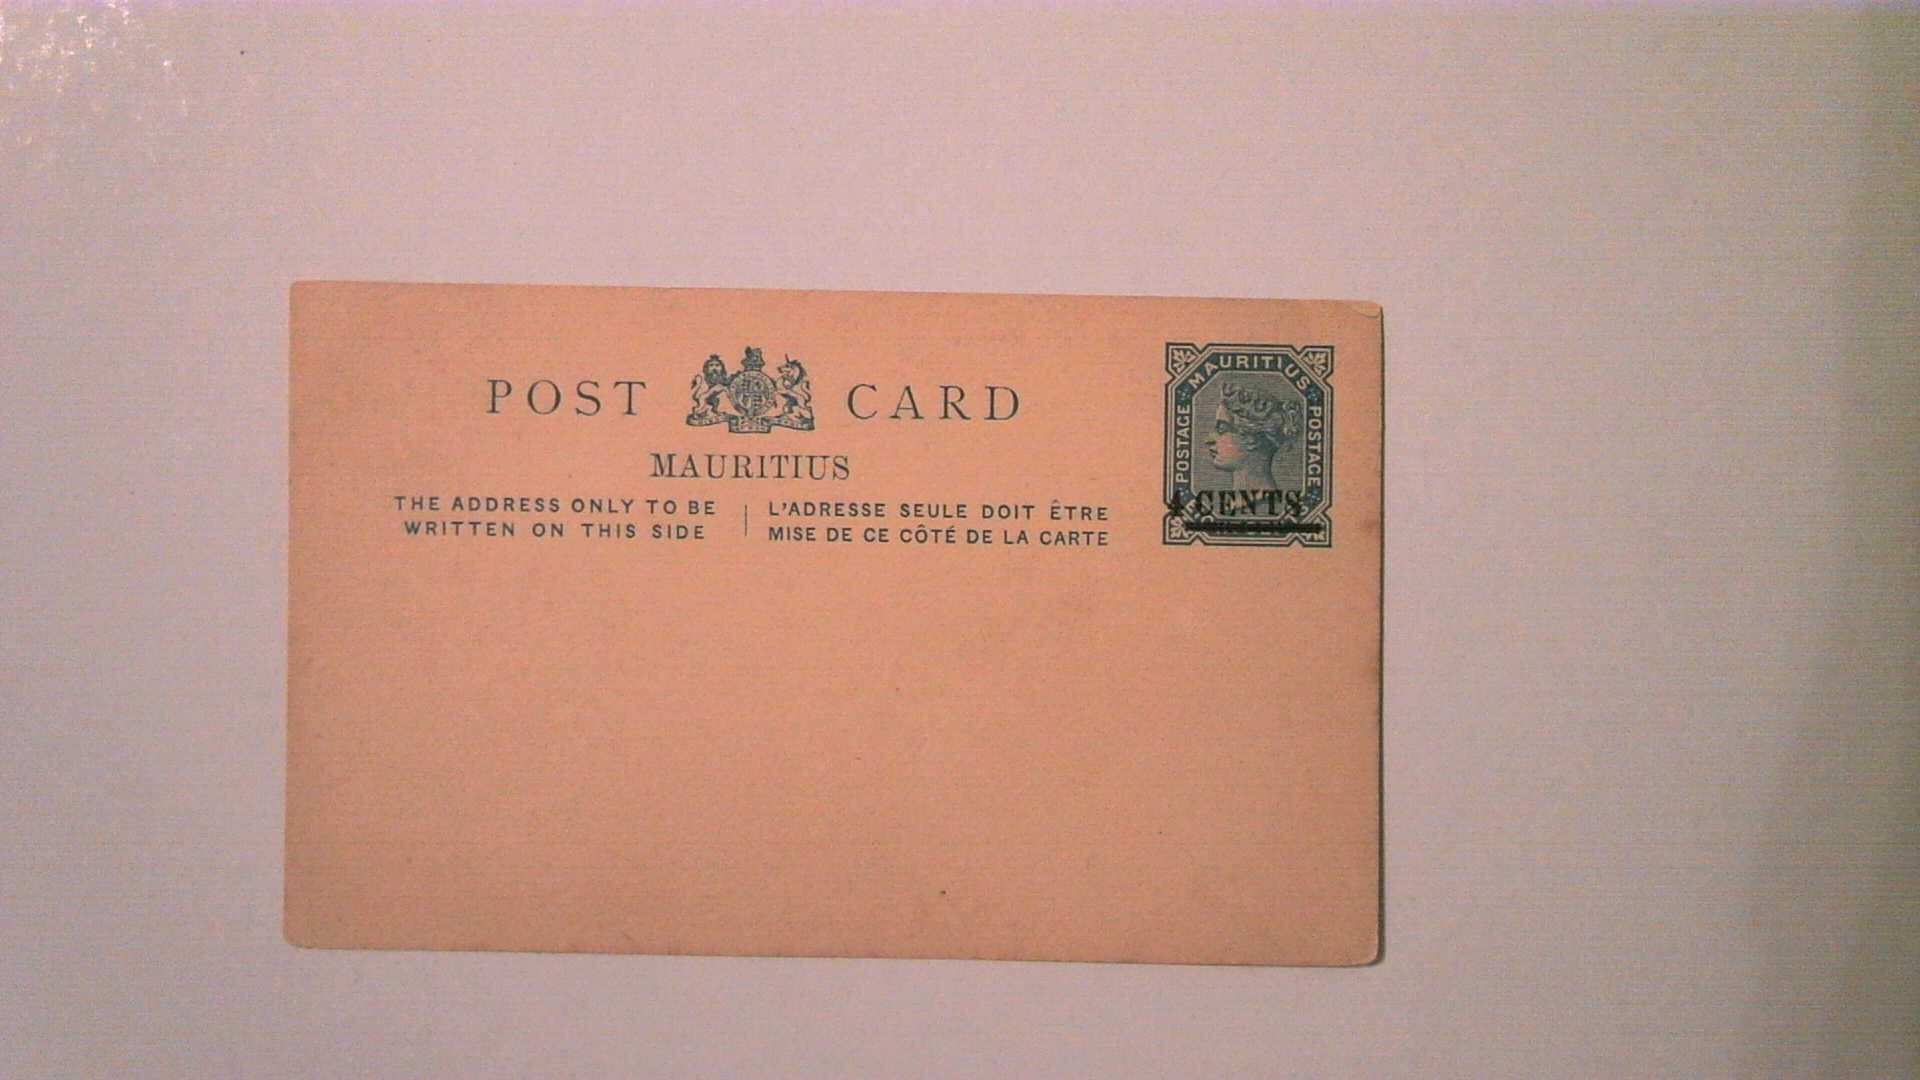 POST CARD
MAURITIUS
THE ADDRESS ONLY TO BE
WRITTEN ON THIS SIDE
L'ADRESSE SEULE DOIT ÊTRE
MISE DE CE CÔTÉ DE LA CARTE
MAURITIUS
POSTAGE
POSTAGE
4 CENTS